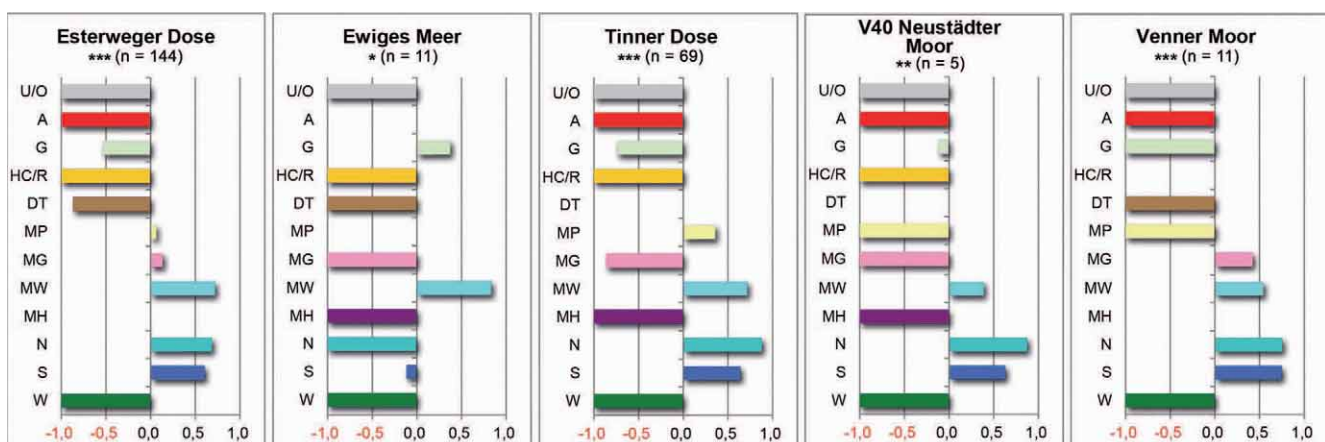 Esterweger Dose
*** (n = 144)
U/O
A
G
HC/R
DT
MP
MG
MW
MH
N
S
W
-1,0 -0,5 0,0 0,5 1,0
Ewiges Meer
* (n = 11)
U/O
A
G
HC/R
DT
MP
MG
MW
MH
N
S
W
-1,0 -0,5 0,0 0,5 1,0
Tinner Dose
*** (n = 69)
U/O
A
G
HC/R
DT
MP
MG
MW
MH
N
S
W
-1,0 -0,5 0,0 0,5 1,0
V40 Neustädter
Moor
** (n = 5)
U/O
A
G
HC/R
DT
MP
MG
MW
MH
N
S
W
-1,0 -0,5 0,0 0,5 1,0
Venner Moor
*** (n = 11)
U/O
A
G
HC/R
DT
MP
MG
MW
MH
N
S
W
-1,0 -0,5 0,0 0,5 1,0